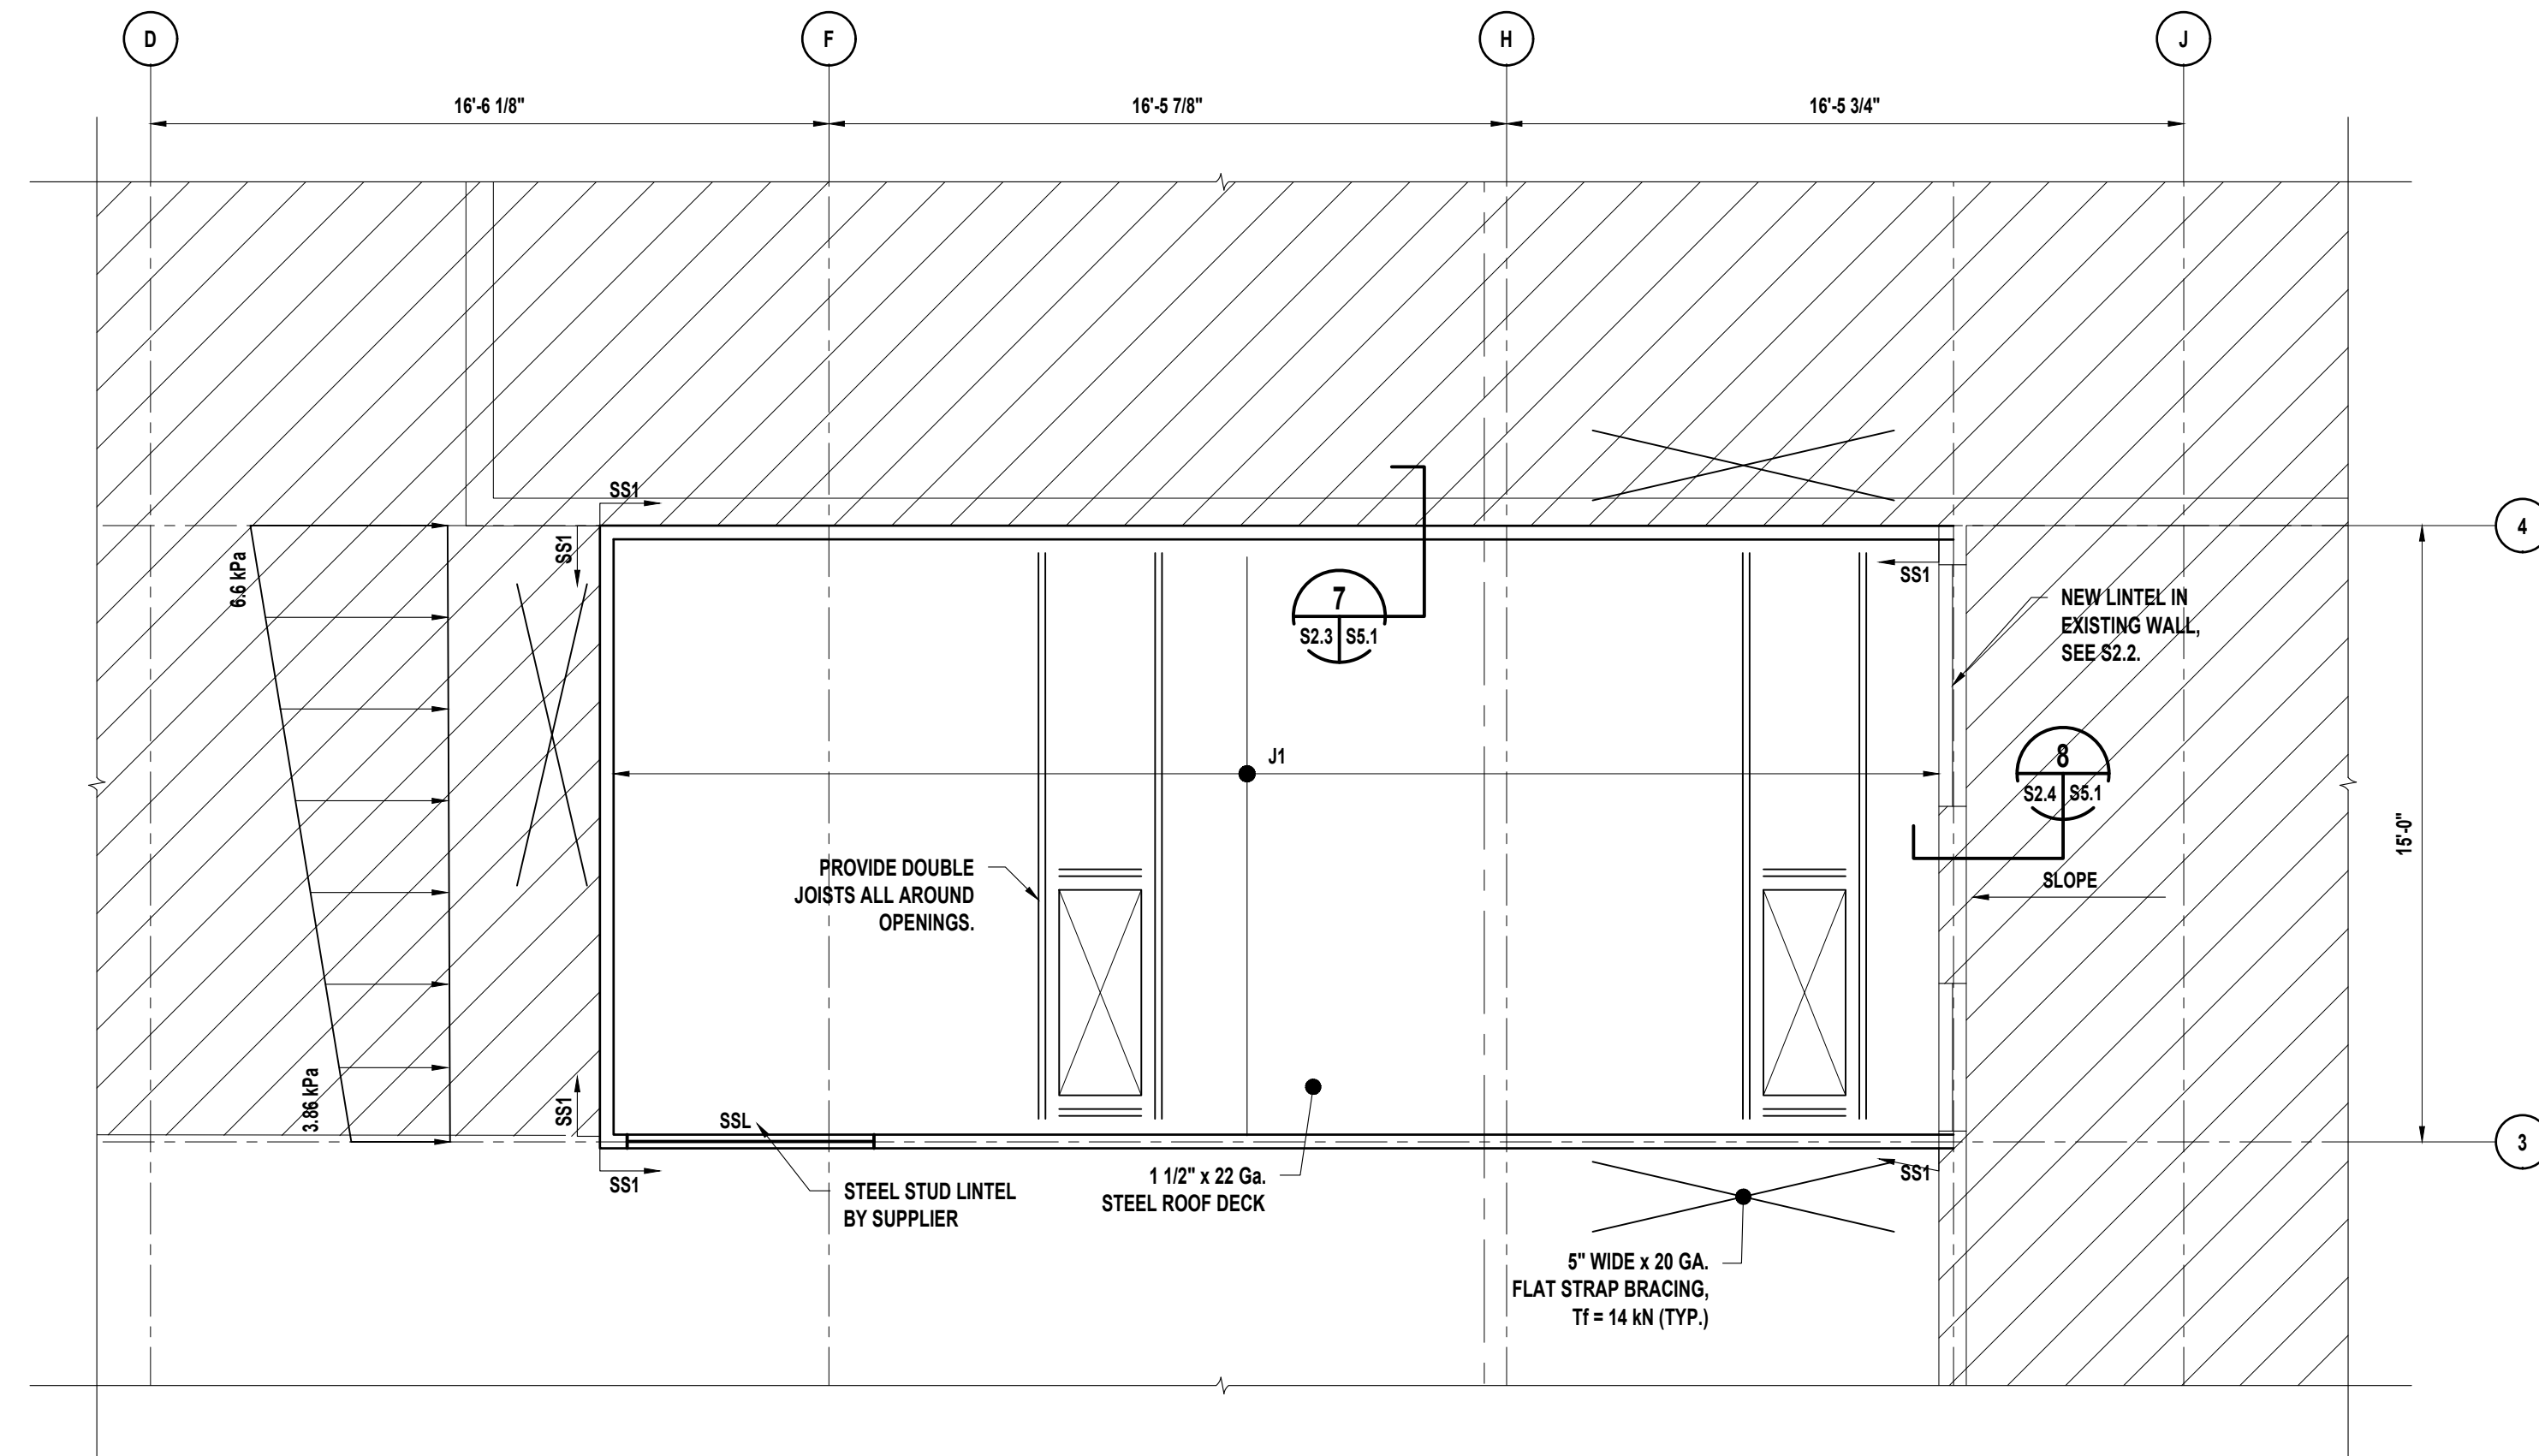 D
F
H
J
16'-6 1/8"
16'-5 7/8"
16'-5 3/4"
SS1
4
SS1
6.6 kPa
SS1
7
S2.3
S5.1
NEW LINTEL IN
EXISTING WALL,
SEE S2.2.
J1
8
S2.4
S5.1
15'-0"
PROVIDE DOUBLE
JOISTS ALL AROUND
OPENINGS.
SLOPE
3.86 kPa
SS1
SSL
3
SS1
STEEL STUD LINTEL
BY SUPPLIER
1 1/2" x 22 Ga.
STEEL ROOF DECK
SS1
5" WIDE x 20 GA.
FLAT STRAP BRACING,
Tf = 14 kN (TYP.)